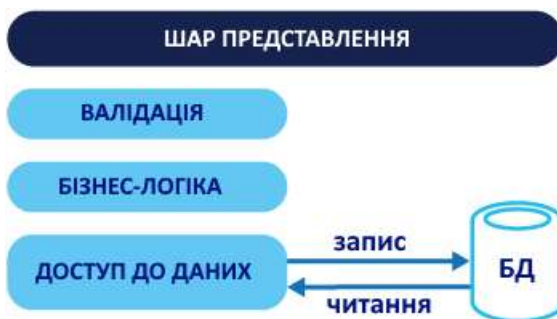 ШАР ПРЕДСТАВЛЕННЯ
ВАЛІДАЦІЯ
БІЗНЕС-ЛОГІКА
ДОСТУП ДО ДАНИХ
запис
читання
БД